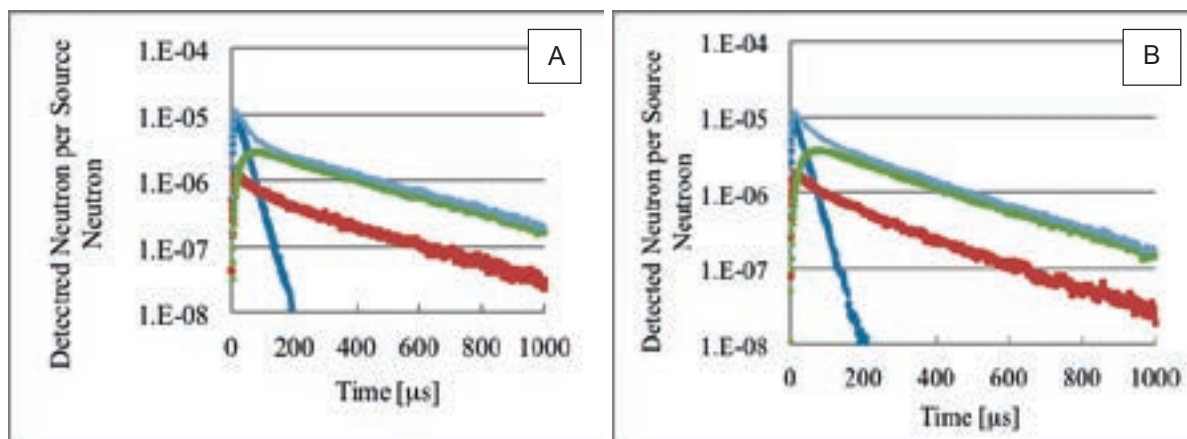 A
Detectred Neutron per Source
Neutron
1.E-04
1.E-05
1.E-06
1.E-07
1.E-08
0 200 400 600 800 1000
Time [μs]
B
Detected Neutron per Source
Neutroon
1.E-04
1.E-05
1.E-06
1.E-07
1.E-08
0 200 400 600 800 1000
Time [μs]